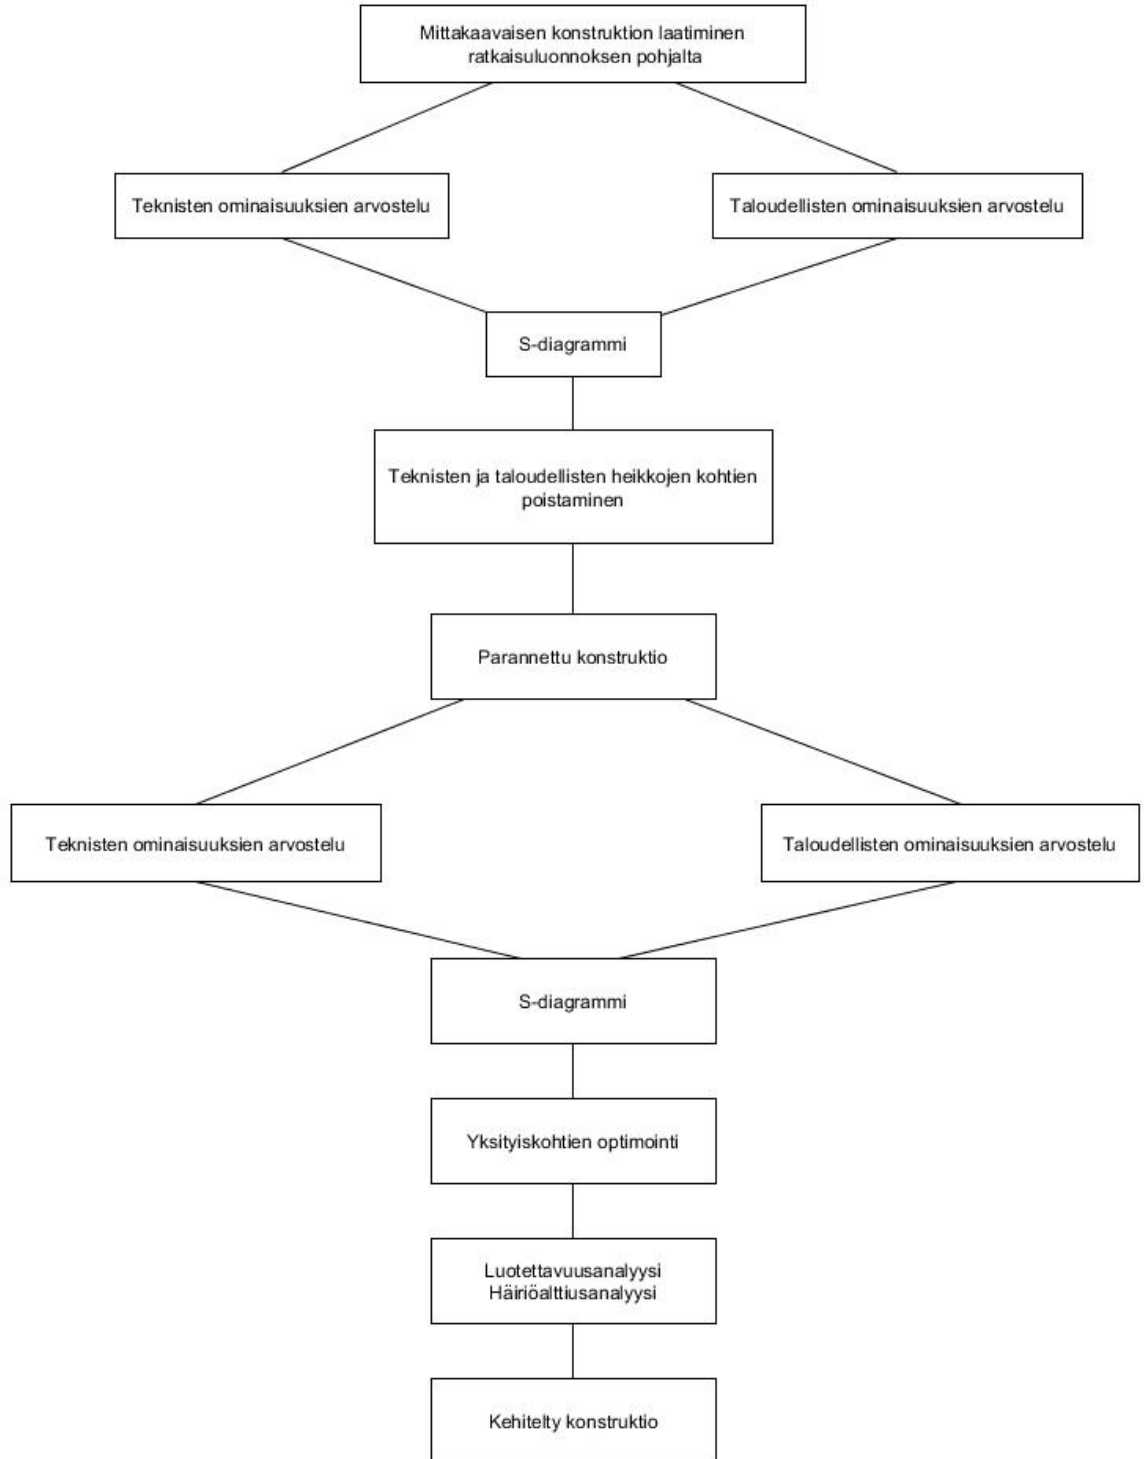 Mittakaavaisen konstruktion laatiminen
ratkaisuluonnoksen pohjalta
Teknisten ominaisuuksien arvostelu
Taloudellisten ominaisuuksien arvostelu
S-diagrammi
Teknisten ja taloudellisten heikkojen kohtien
poistaminen
Parannettu konstruktio
Teknisten ominaisuuksien arvostelu
Taloudellisten ominaisuuksien arvostelu
S-diagrammi
Yksityiskohtien optimointi
Luotettavuusanalyysi
Häiriöalttiusanalyysi
Kehitelty konstruktio